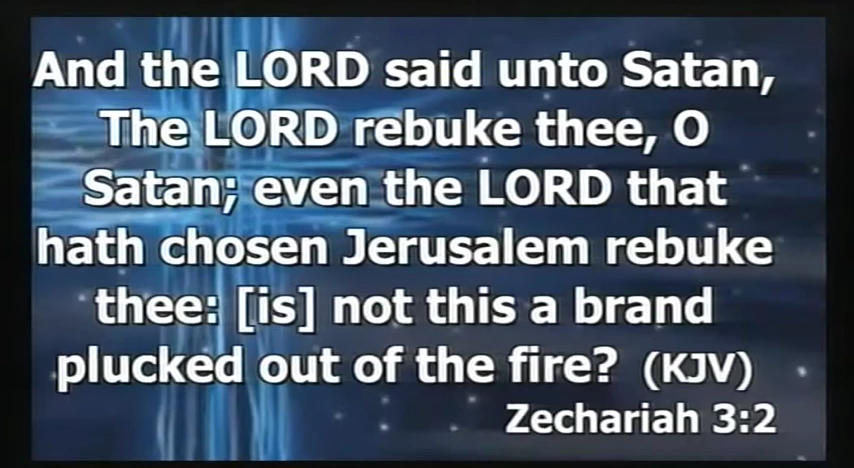 And the LORD said unto Satan,
The LORD rebuke thee, O
Satan; even the LORD that
hath chosen Jerusalem rebuke
thee: [is] not this a brand
plucked out of the fire? (KJV)
Zechariah 3:2